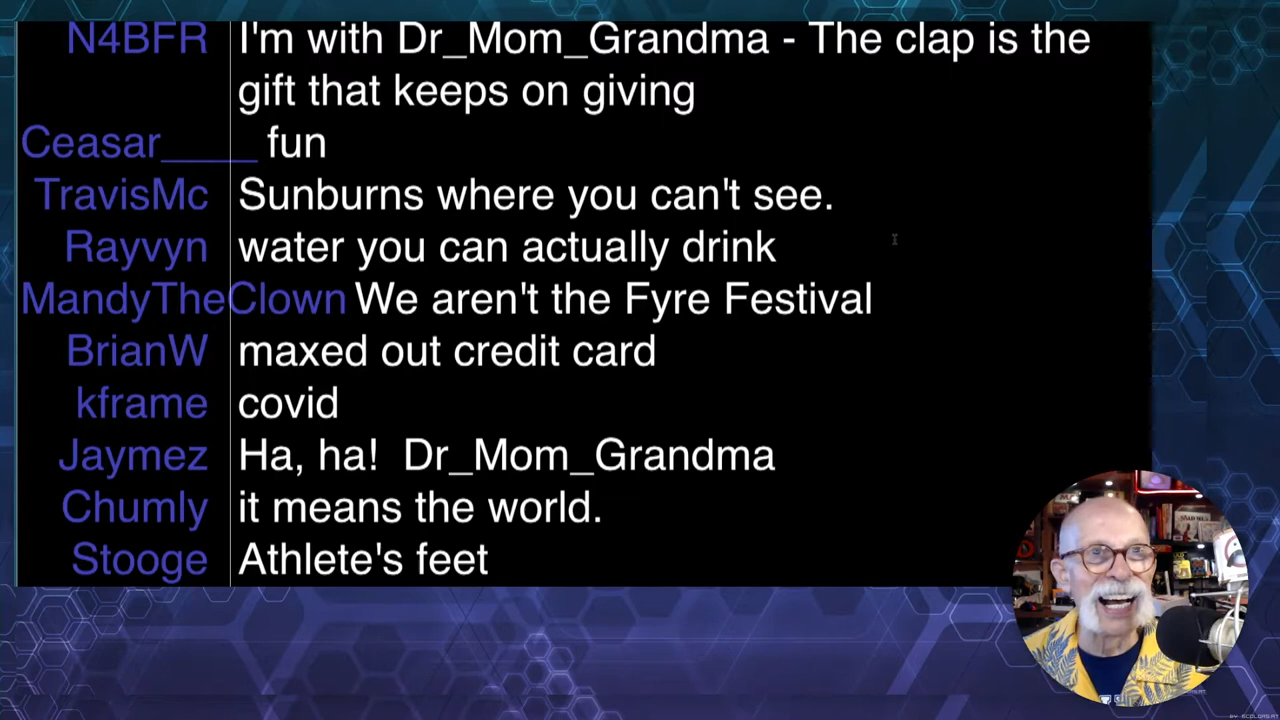 N4BFR I'm with Dr_Mom_Grandma - The clap is the
gift that keeps on giving
Ceasar_____ fun
TravisMc Sunburns where you can't see.
Rayvyn water you can actually drink
MandyTheClown We aren't the Fyre Festival
BrianW maxed out credit card
kframe covid
Jaymez Ha, ha!  Dr_Mom_Grandma
Chumly it means the world.
Stooge Athlete's feet